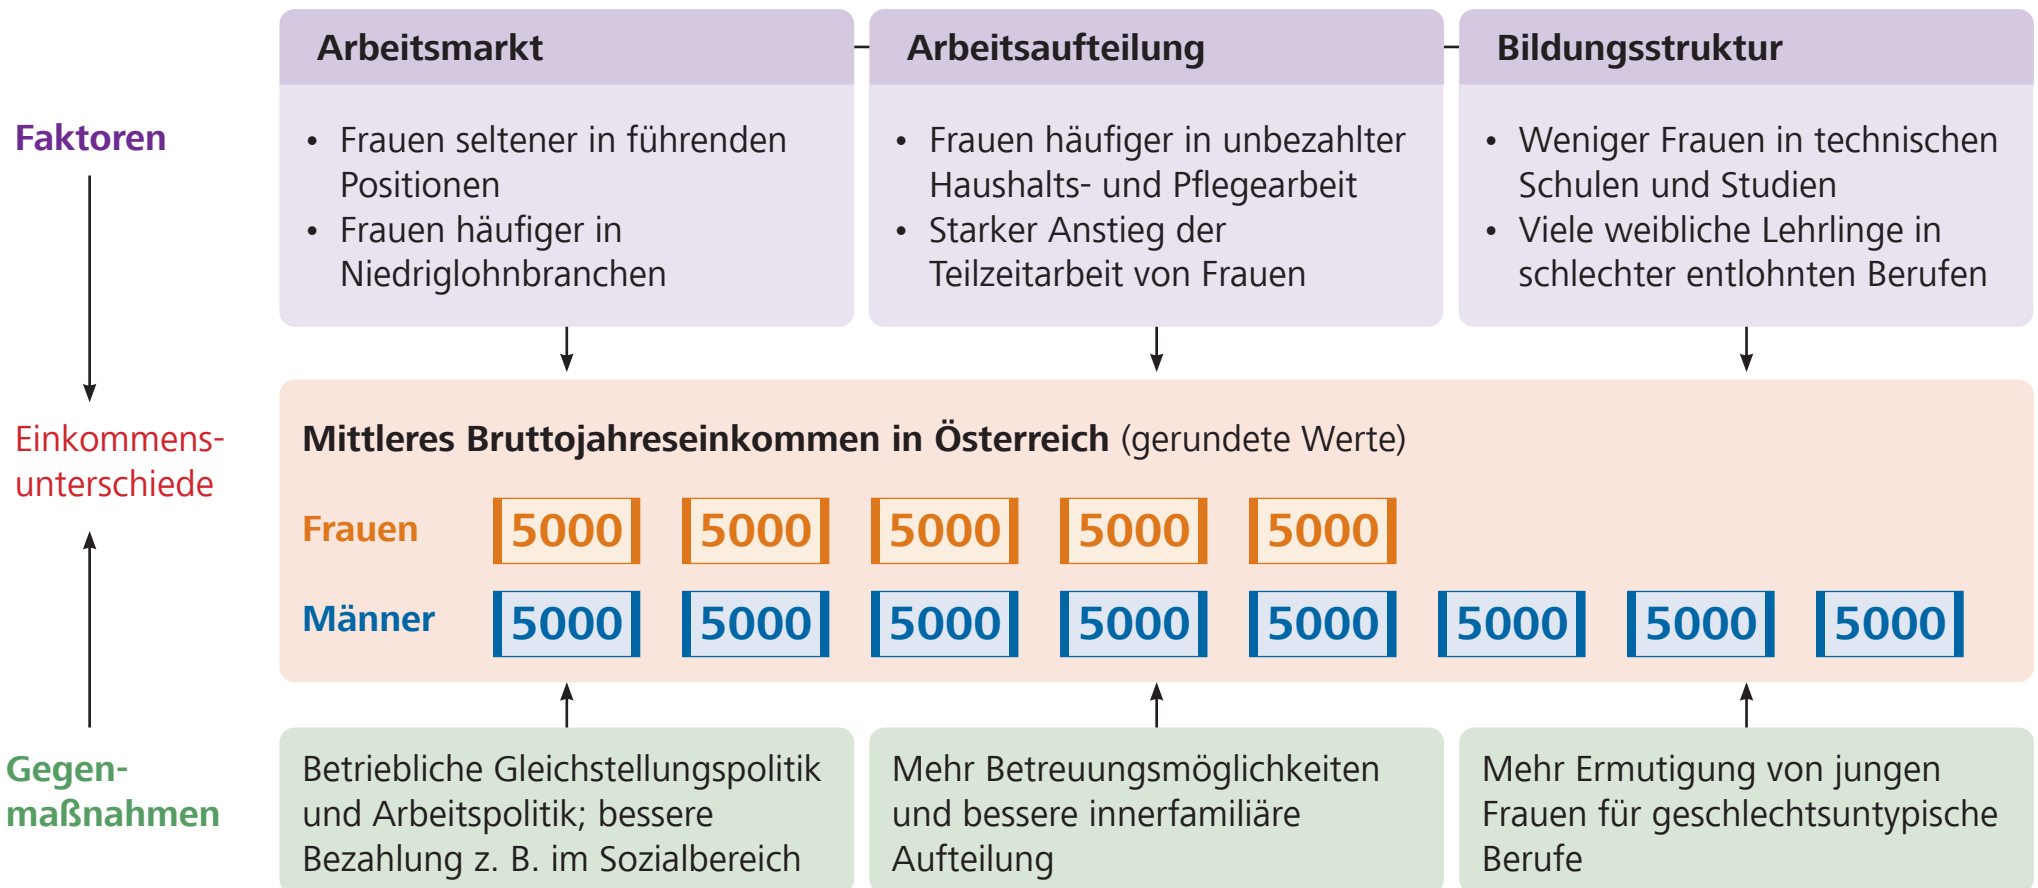 Arbeitsmarkt
Arbeitsaufteilung
Bildungsstruktur
Faktoren
• Frauen seltener in führenden
Positionen
• Frauen häufiger in
Niedriglohnbranchen
• Frauen häufiger in unbezahlter
Haushalts- und Pflegearbeit
• Starker Anstieg der
Teilzeitarbeit von Frauen
• Weniger Frauen in technischen
Schulen und Studien
• Viele weibliche Lehrlinge in
schlechter entlohnten Berufen
Einkommens-
unterschiede
Mittleres Bruttojahreseinkommen in Österreich (gerundete Werte)
Frauen 5000 5000 5000 5000 5000
Männer 5000 5000 5000 5000 5000 5000 5000 5000
Gegen-
maßnahmen
Betriebliche Gleichstellungspolitik
und Arbeitspolitik; bessere
Bezahlung z. B. im Sozialbereich
Mehr Betreuungsmöglichkeiten
und bessere innerfamiliäre
Aufteilung
Mehr Ermutigung von jungen
Frauen für geschlechtsuntypische
Berufe